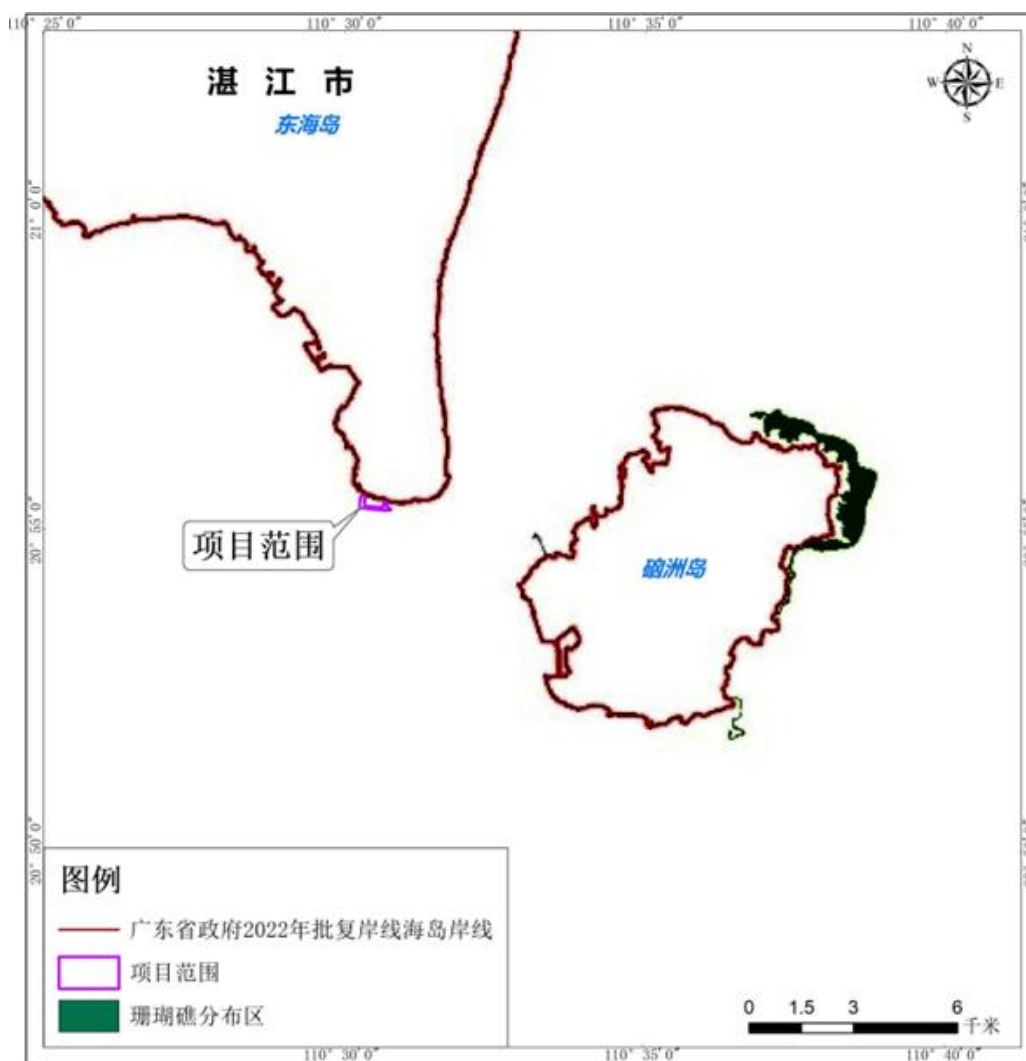 110° 25′ 0″
110° 30′ 0″
110° 35′ 0″
110° 40′ 0″
湛江市
东海岛
N
W
E
S
21° 0′ 0″
20° 55′ 0″
项目范围
硇洲岛
20° 50′ 0″
图例
广东省政府2022年批复岸线海岛岸线
项目范围
珊瑚礁分布区
0 1.5 3 6
千米
110° 30′ 0″
110° 35′ 0″
110° 40′ 0″